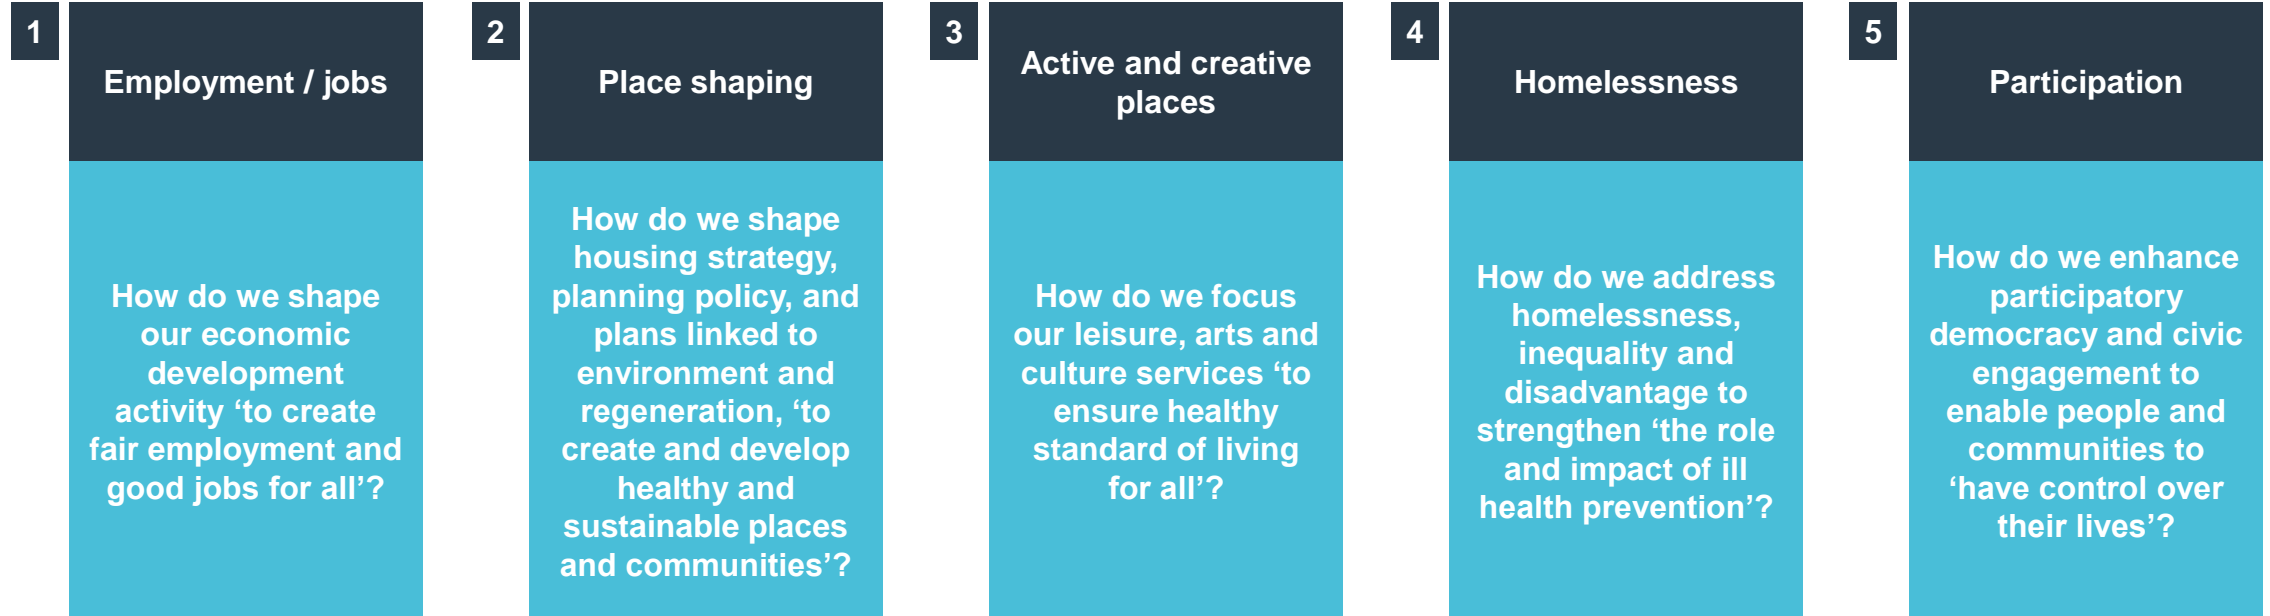 1
Employment / jobs
How do we shape
our economic
development
activity ‘to create
fair employment and
good jobs for all’?
2
Place shaping
How do we shape
housing strategy,
planning policy, and
plans linked to
environment and
regeneration, ‘to
create and develop
healthy and
sustainable places
and communities’?
3
Active and creative
places
How do we focus
our leisure, arts and
culture services ‘to
ensure healthy
standard of living
for all’?
4
Homelessness
How do we address
homelessness,
inequality and
disadvantage to
strengthen ‘the role
and impact of ill
health prevention’?
5
Participation
How do we enhance
participatory
democracy and civic
engagement to
enable people and
communities to
‘have control over
their lives’?